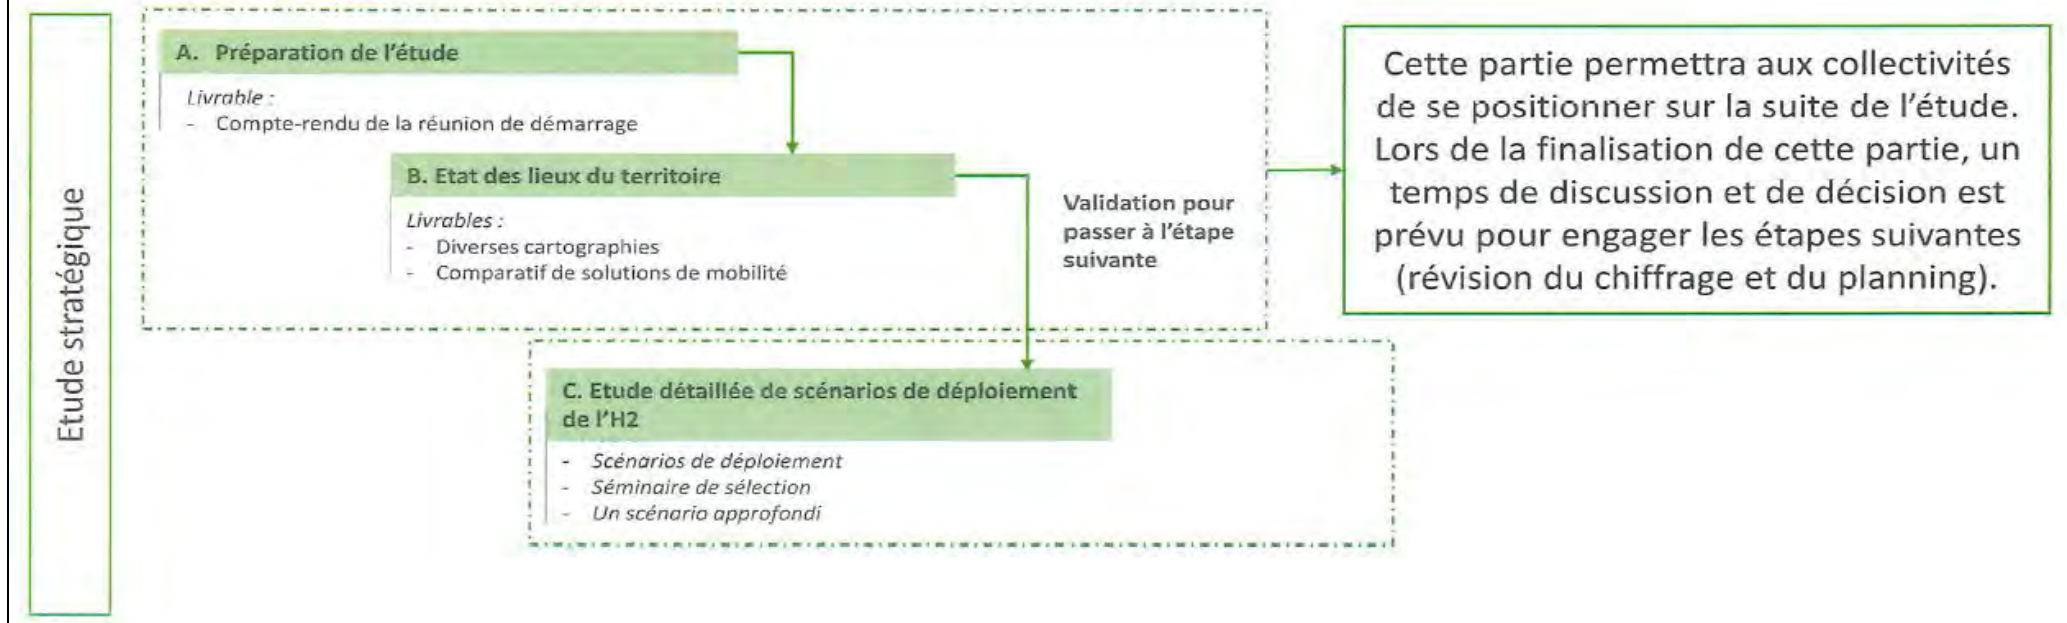 Etude stratégique
A. Préparation de l'étude
Livrable :
- Compte-rendu de la réunion de démarrage
B. Etat des lieux du territoire
Livrables :
- Diverses cartographies
- Comparatif de solutions de mobilité
Validation pour
passer à l'étape
suivante
C. Etude détaillée de scénarios de déploiement
de l'H2
- Scénarios de déploiement
- Séminaire de sélection
- Un scénario approfondi
Cette partie permettra aux collectivités
de se positionner sur la suite de l'étude.
Lors de la finalisation de cette partie, un
temps de discussion et de décision est
prévu pour engager les étapes suivantes
(révision du chiffrage et du planning).